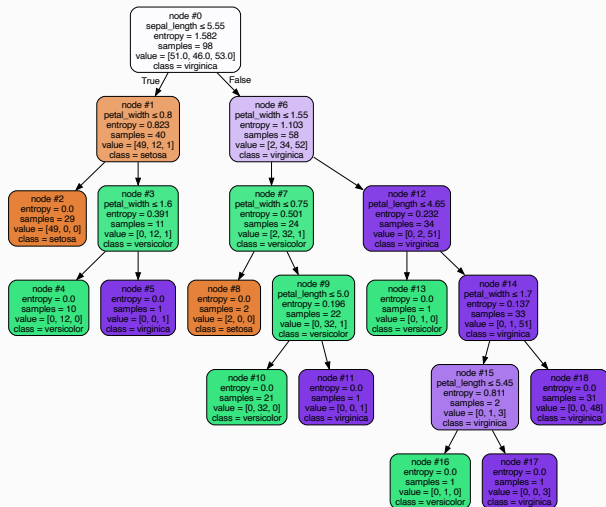 node #0
sepal_length ≤ 5.55
entropy = 1.582
samples = 98
value = [51.0, 46.0, 53.0]
class = virginica
True
False
node #1
petal_width ≤ 0.8
entropy = 0.823
samples = 40
value = [49, 12, 1]
class = setosa
node #6
petal_width ≤ 1.55
entropy = 1.103
samples = 58
value = [2, 34, 52]
class = virginica
node #2
entropy = 0.0
samples = 29
value = [49, 0, 0]
class = setosa
node #3
petal_width ≤ 1.6
entropy = 0.391
samples = 11
value = [0, 12, 1]
class = versicolor
node #7
petal_width ≤ 0.75
entropy = 0.501
samples = 24
value = [2, 32, 1]
class = versicolor
node #12
petal_length ≤ 4.65
entropy = 0.232
samples = 34
value = [0, 2, 51]
class = virginica
node #4
entropy = 0.0
samples = 10
value = [0, 12, 0]
class = versicolor
node #5
entropy = 0.0
samples = 1
value = [0, 0, 1]
class = virginica
node #8
entropy = 0.0
samples = 2
value = [2, 0, 0]
class = setosa
node #9
petal_length ≤ 5.0
entropy = 0.196
samples = 22
value = [0, 32, 1]
class = versicolor
node #13
entropy = 0.0
samples = 1
value = [0, 1, 0]
class = versicolor
node #14
petal_width ≤ 1.7
entropy = 0.137
samples = 33
value = [0, 1, 51]
class = virginica
node #10
entropy = 0.0
samples = 21
value = [0, 32, 0]
class = versicolor
node #11
entropy = 0.0
samples = 1
value = [0, 0, 1]
class = virginica
node #15
petal_length ≤ 5.45
entropy = 0.811
samples = 2
value = [0, 1, 3]
class = virginica
node #18
entropy = 0.0
samples = 31
value = [0, 0, 48]
class = virginica
node #16
entropy = 0.0
samples = 1
value = [0, 1, 0]
class = versicolor
node #17
entropy = 0.0
samples = 1
value = [0, 0, 3]
class = virginica